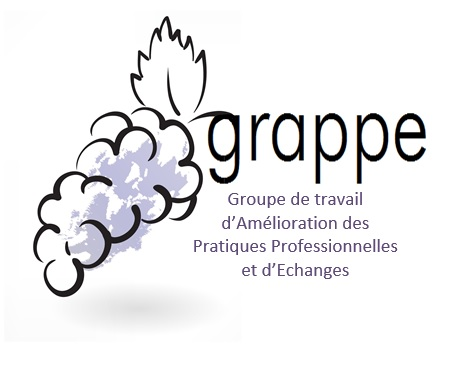 grappe
Groupe de travail
d’Amélioration des
Pratiques Professionnelles
et d’Echanges